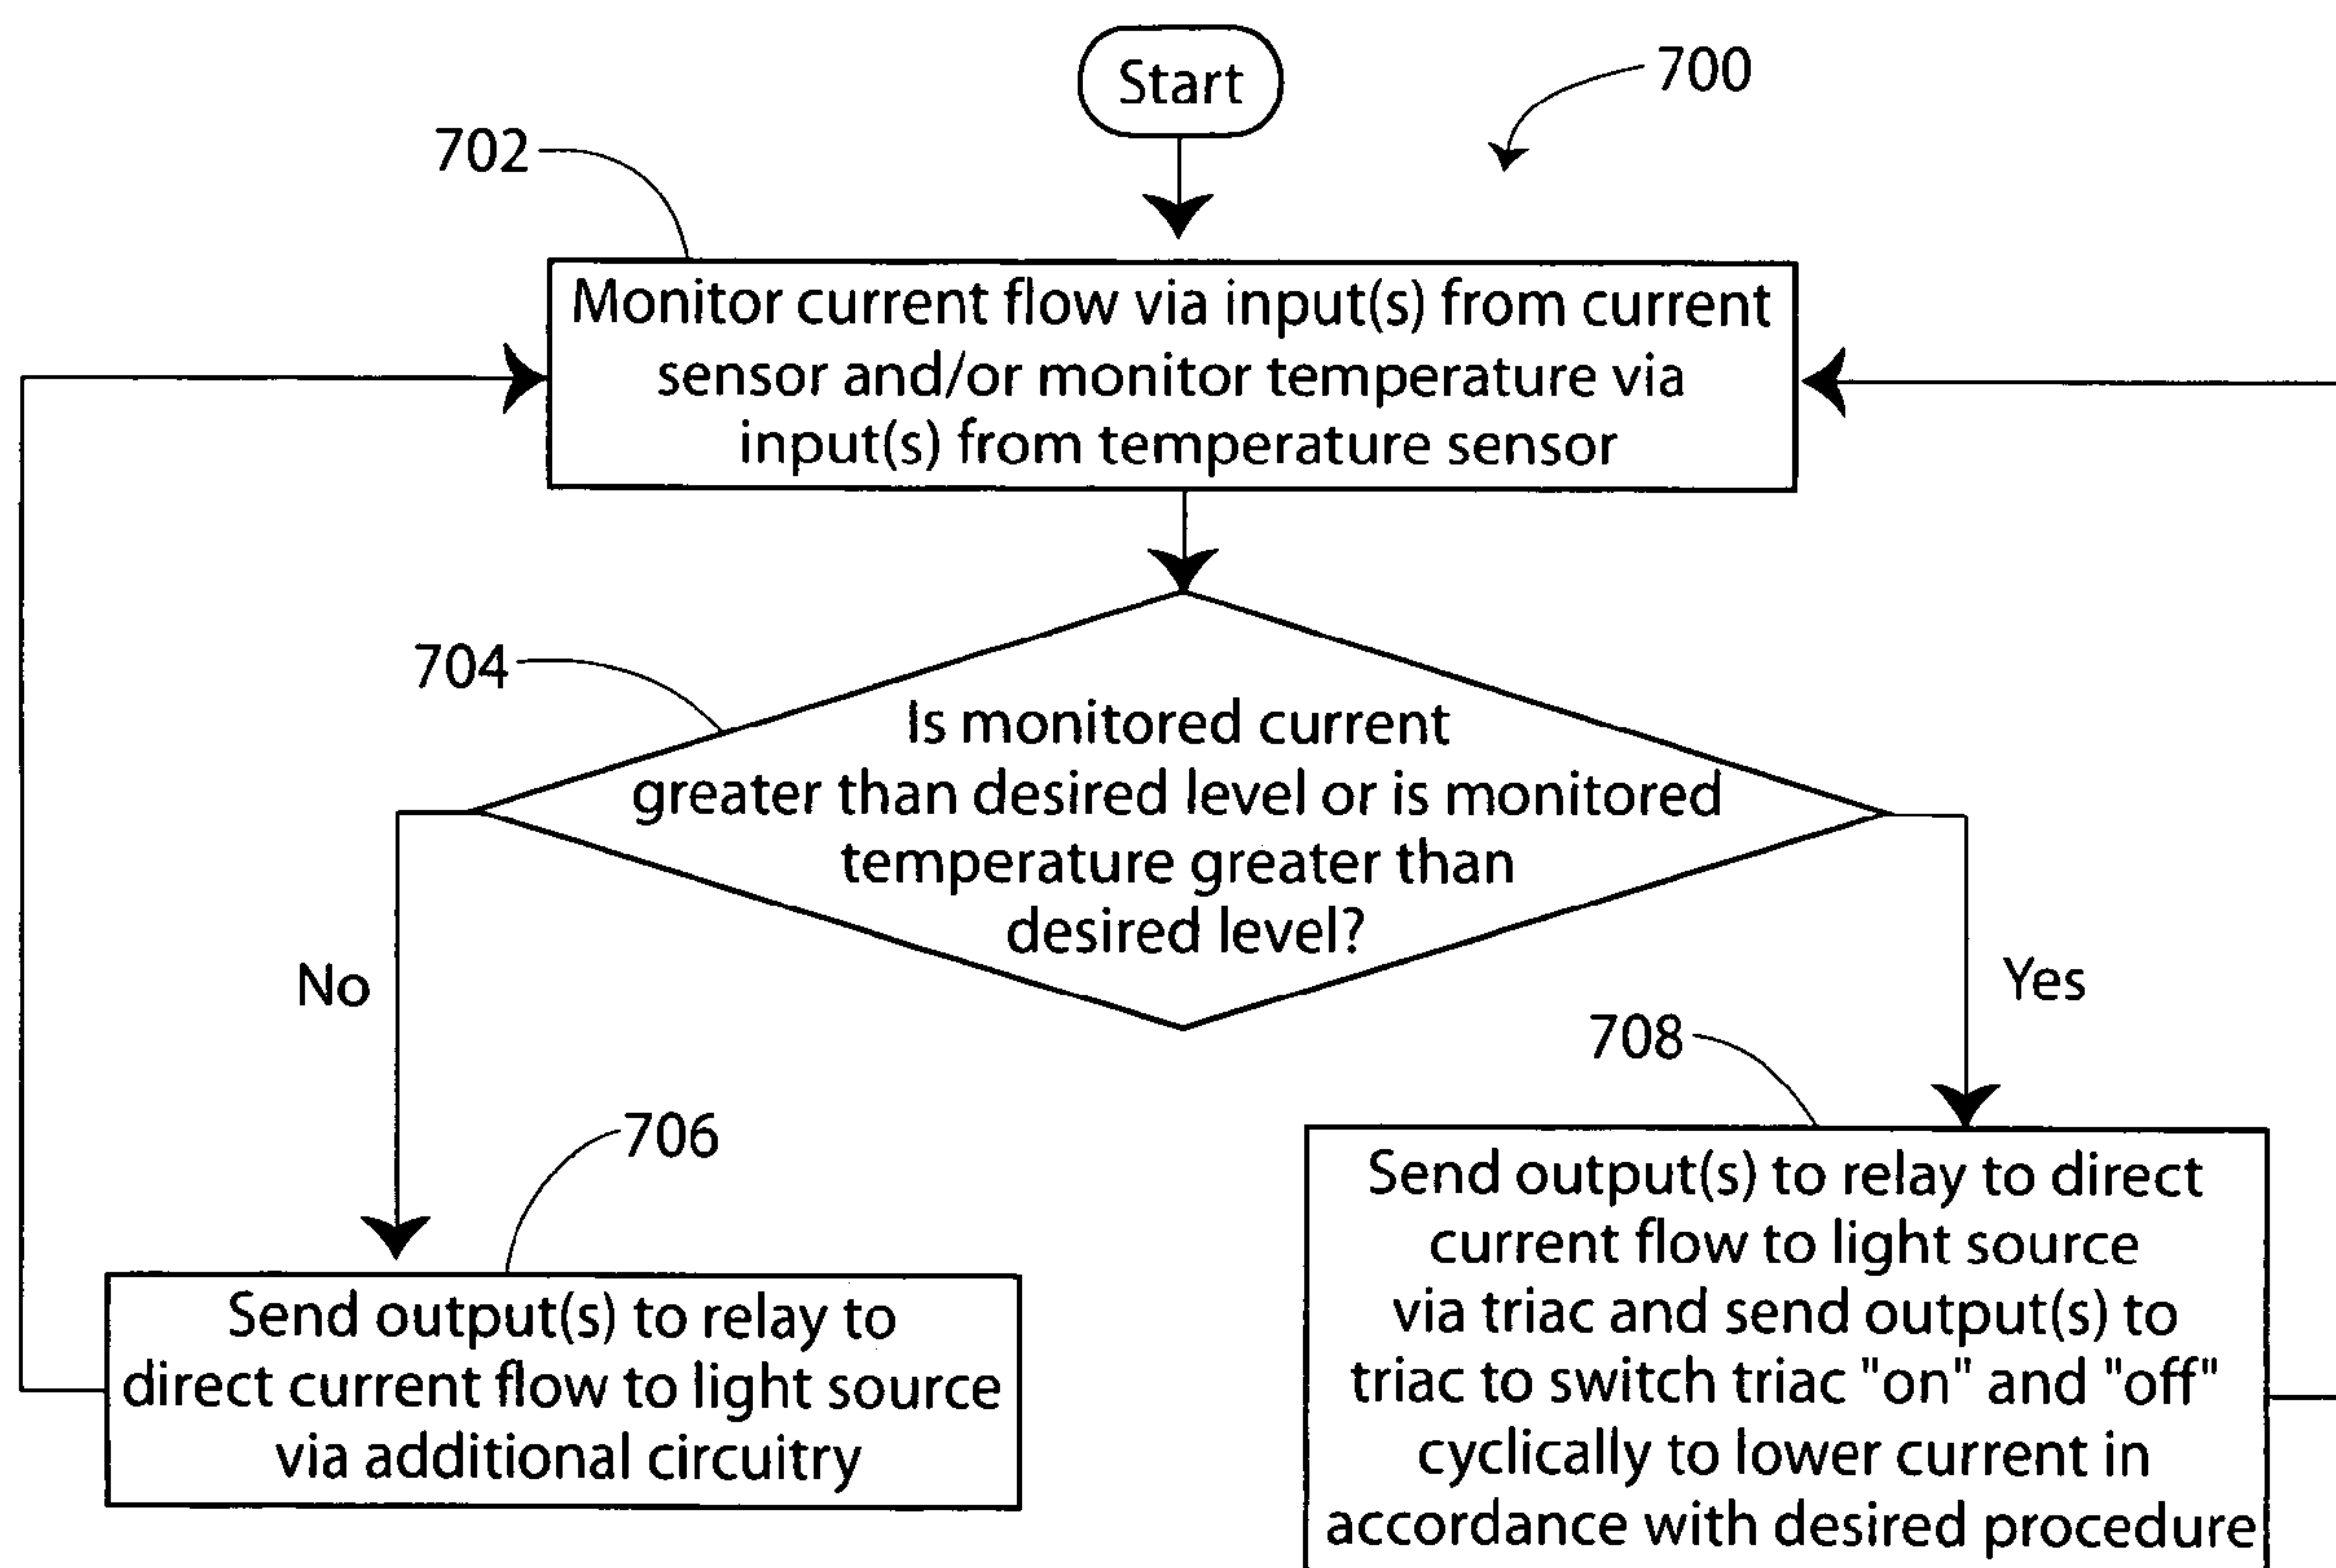 Start
700
702
Monitor current flow via input(s) from current
sensor and/or monitor temperature via
input(s) from temperature sensor
704
Is monitored current
greater than desired level or is monitored
temperature greater than
desired level?
No
Yes
706
Send output(s) to relay to
direct current flow to light source
via additional circuitry
708
Send output(s) to relay to direct
current flow to light source
via triac and send output(s) to
triac to switch triac "on" and "off"
cyclically to lower current in
accordance with desired procedure